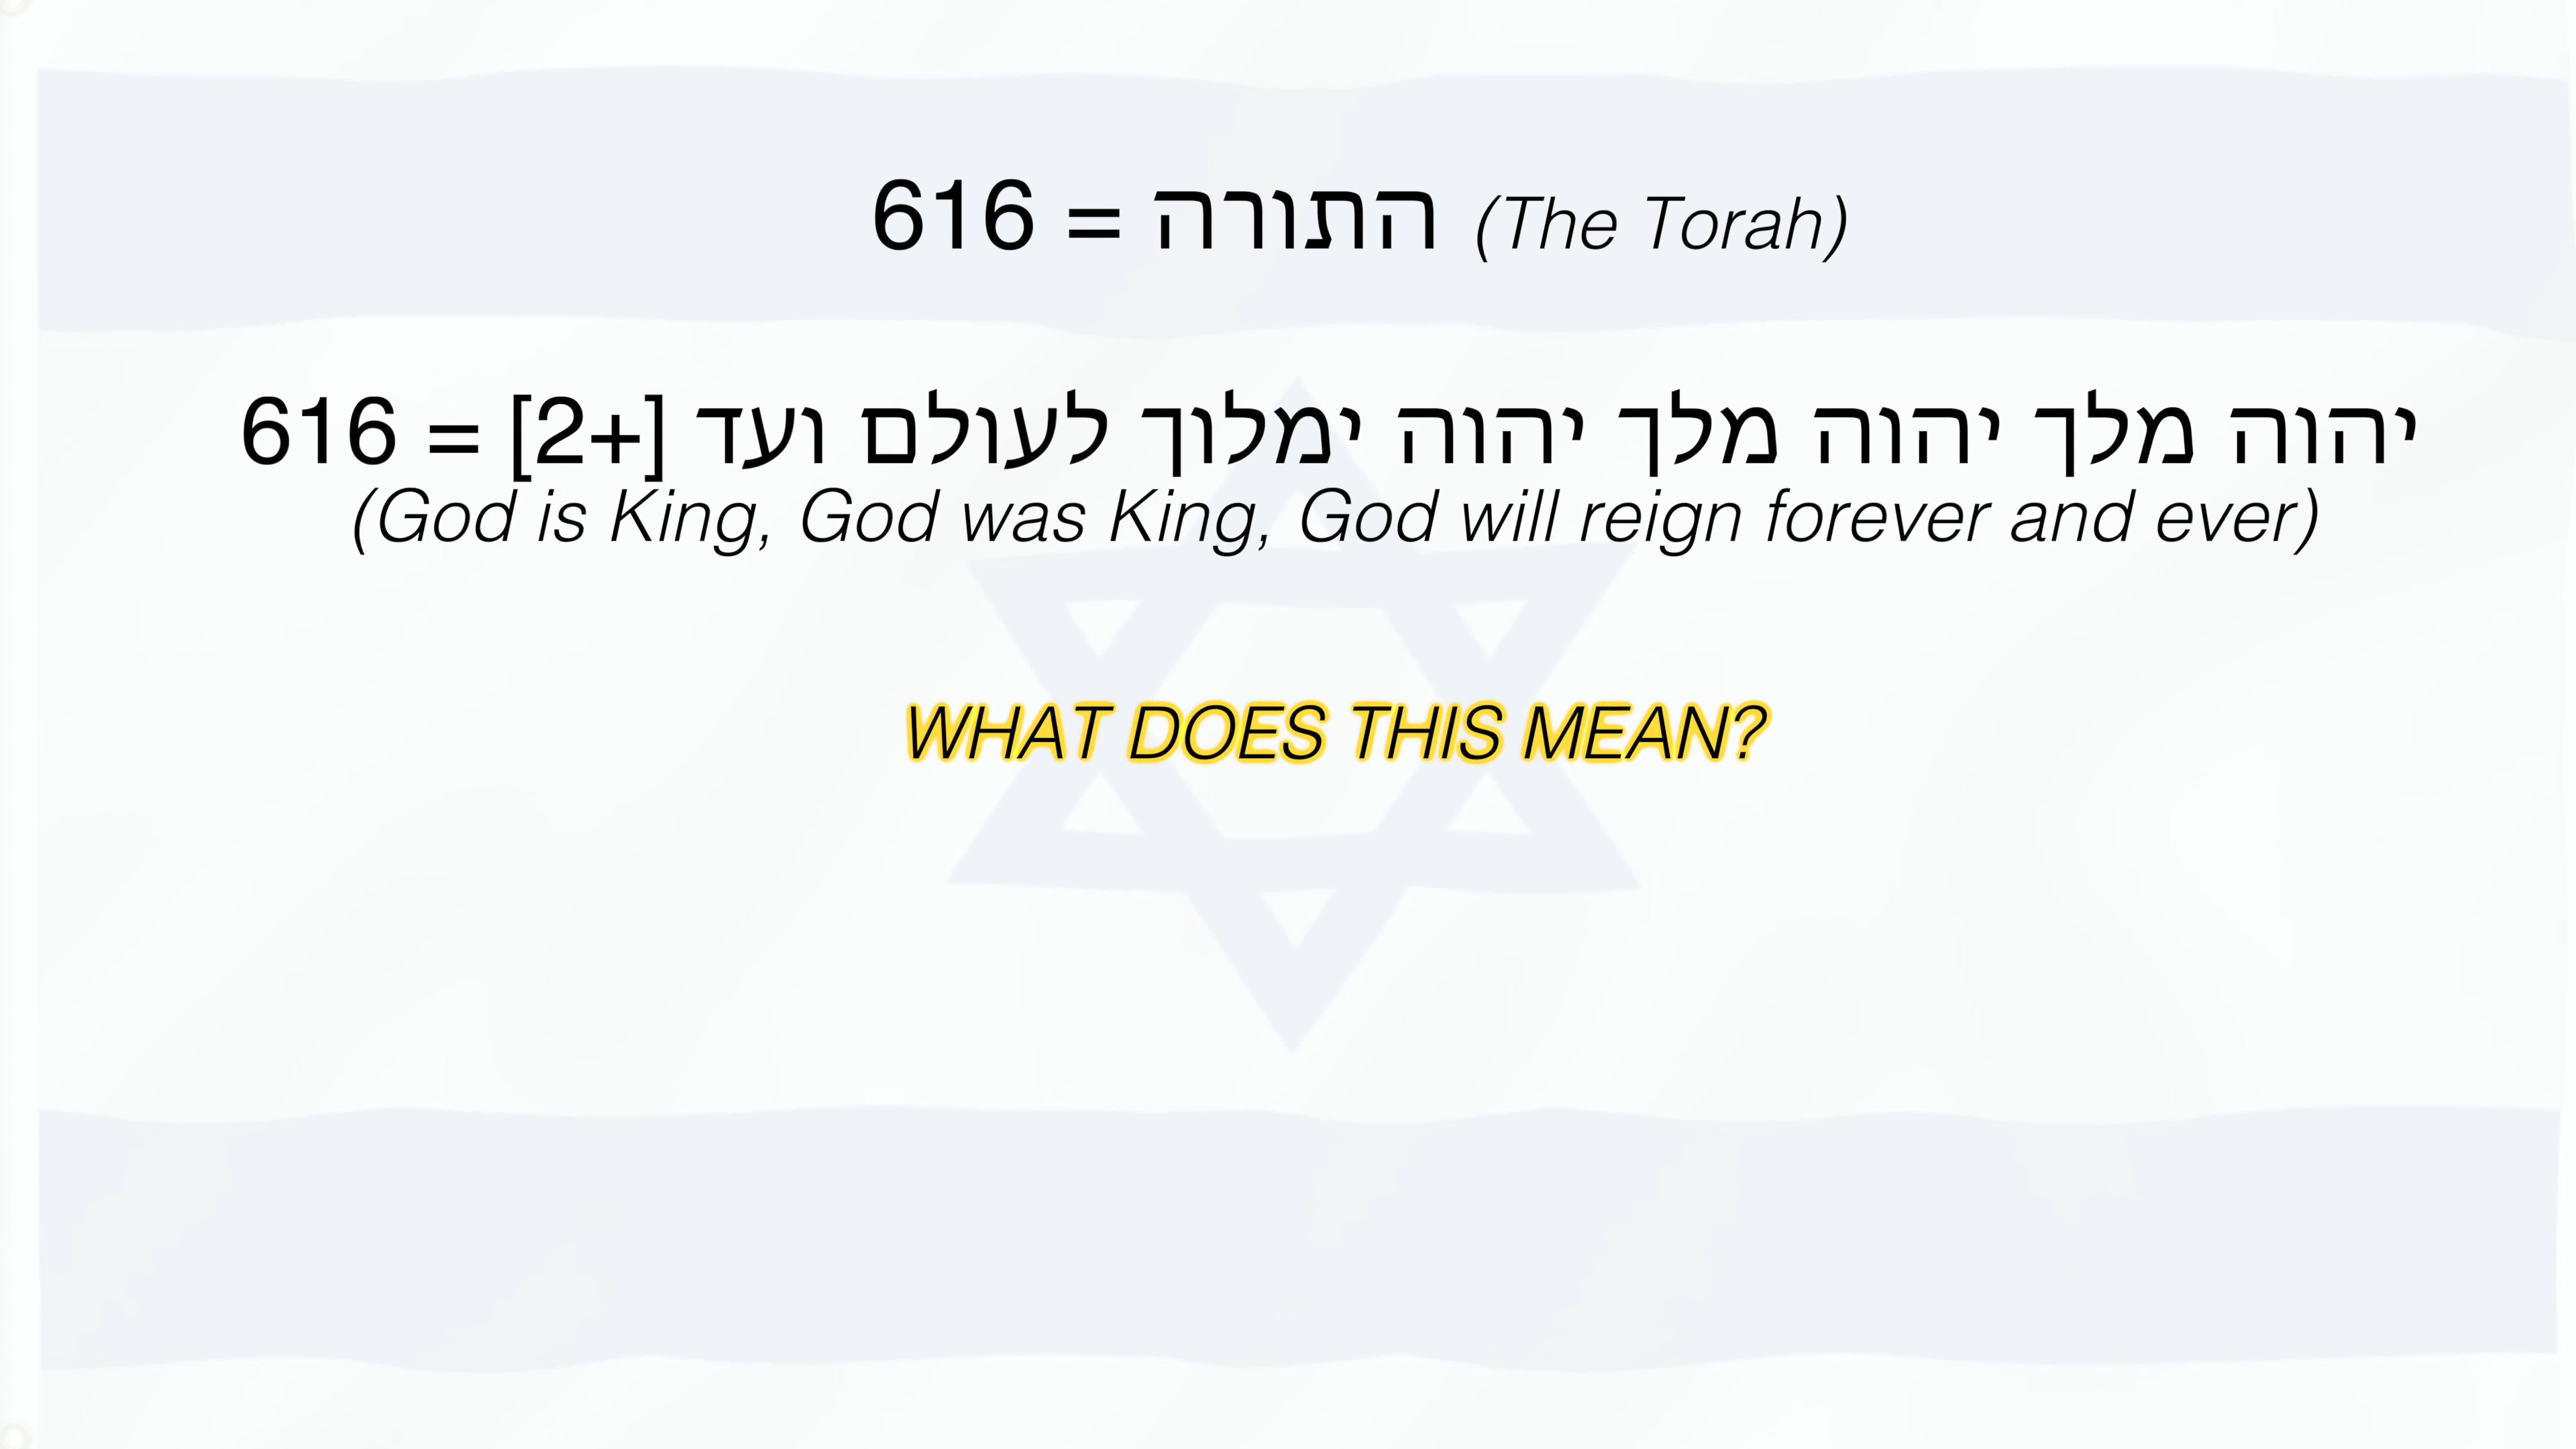 616 = התורה (The Torah)
616 = [2+] יהוה מלך יהוה מלך יהוה ימלוך לעולם ועד
(God is King, God was King, God will reign forever and ever)
WHAT DOES THIS MEAN?